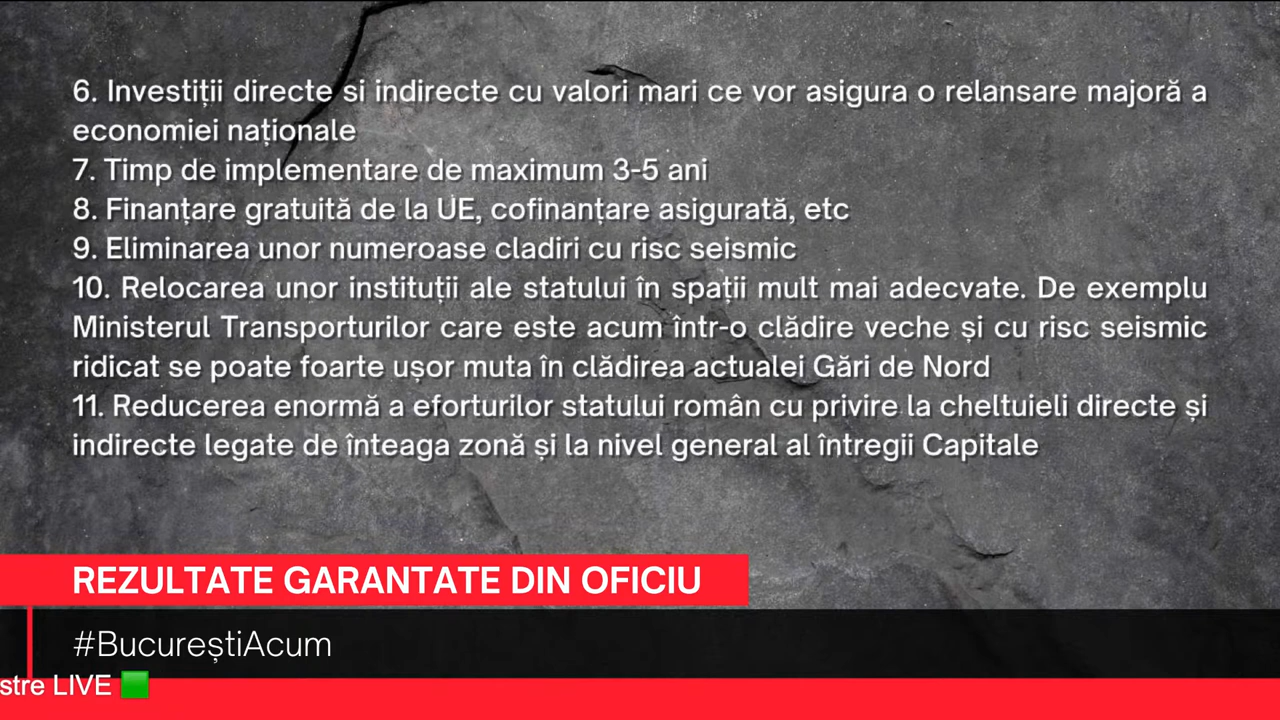 6. Investiții directe si indirecte cu valori mari ce vor asigura o relansare majoră a
economiei naționale
7. Timp de implementare de maximum 3-5 ani
8. Finanțare gratuită de la UE, cofinanțare asigurată, etc
9. Eliminarea unor numeroase cladiri cu risc seismic
10. Relocarea unor instituții ale statului în spații mult mai adecvate. De exemplu
Ministerul Transporturilor care este acum într-o clădire veche și cu risc seismic
ridicat se poate foarte ușor muta în clădirea actualei Gări de Nord
11. Reducerea enormă a eforturilor statului român cu privire la cheltuieli directe și
indirecte legate de înteaga zonă și la nivel general al întregii Capitale
REZULTATE GARANTATE DIN OFICIU
#BucureștiAcum
stre LIVE